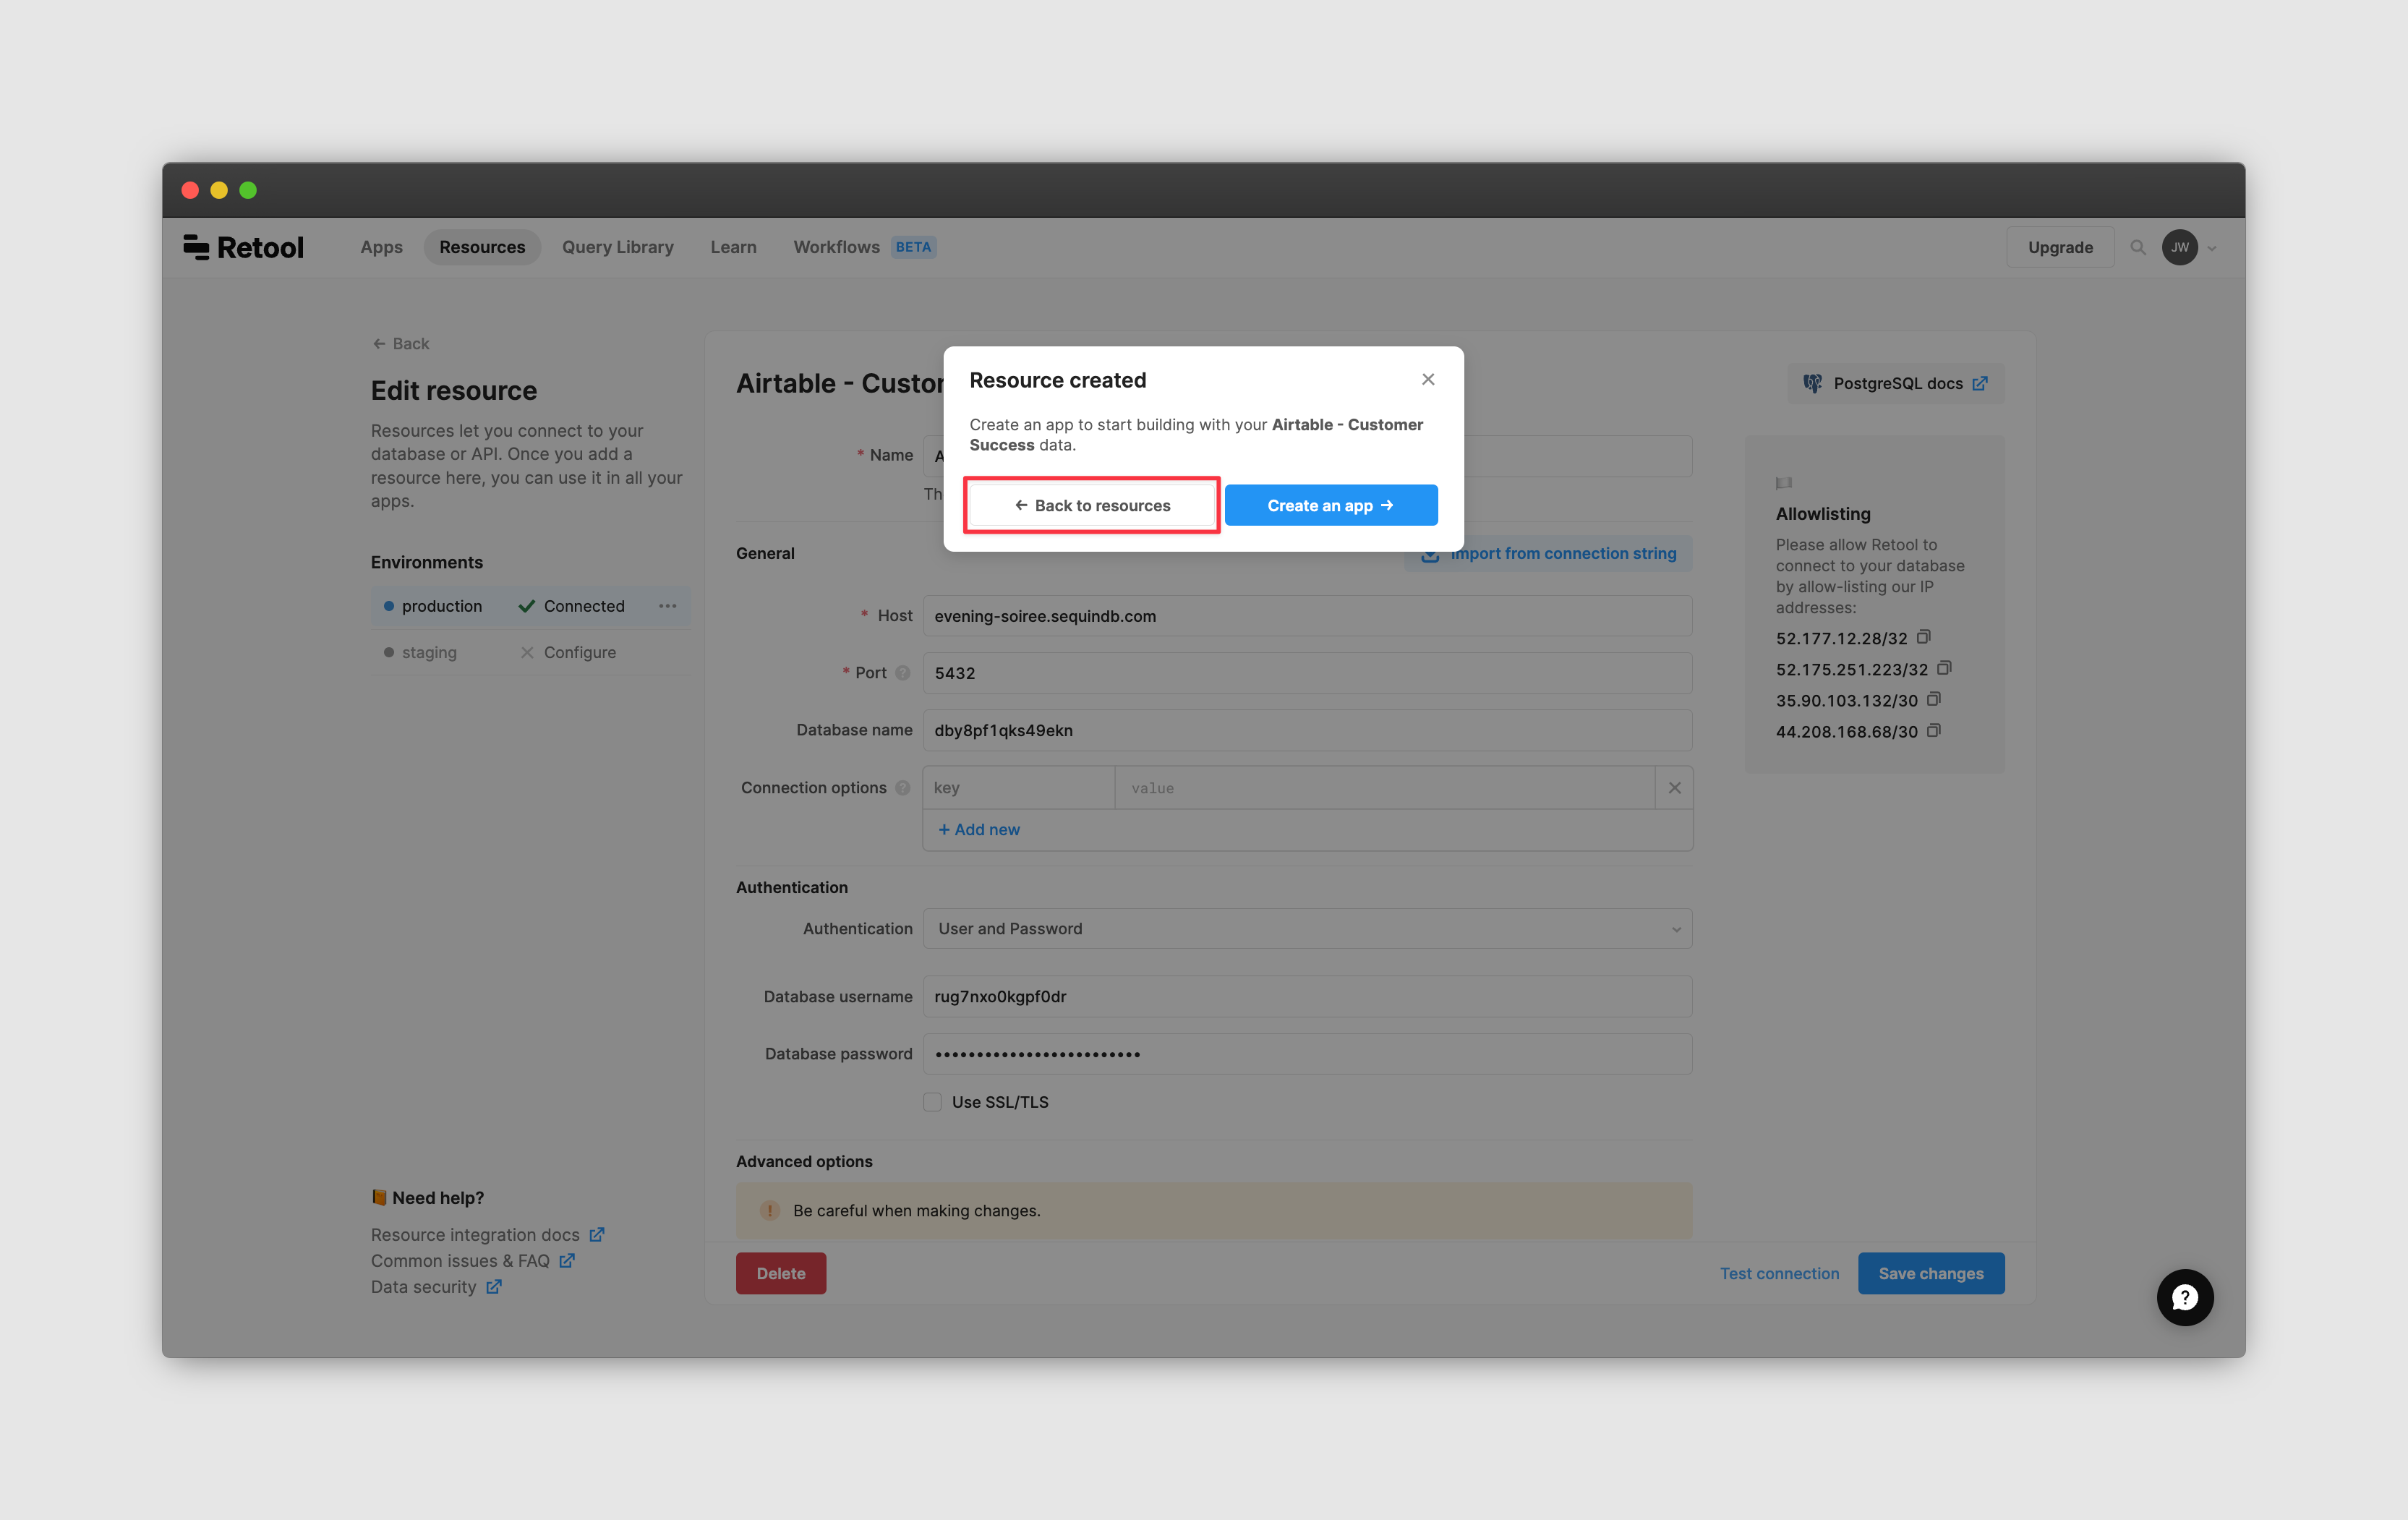 Retool
Apps
Resources
Query Library
Learn
Workflows BETA
Upgrade
JW
← Back
Edit resource
Resources let you connect to your
database or API. Once you add a
resource here, you can use it in all your
apps.
Environments
production ✓ Connected ...
staging × Configure
Need help?
Resource integration docs
Common issues & FAQ
Data security
Airtable - Custo
Resource created
Create an app to start building with your Airtable - Customer
Success data.
← Back to resources
Create an app →
* Name
A
Th
General
Import from connection string
* Host
evening-soiree.sequindb.com
* Port ?
5432
Database name
dby8pf1qks49ekn
Connection options ?
key
value
+ Add new
Authentication
Authentication
User and Password
Database username
rug7nxo0kgpf0dr
Database password
•••••••••••••••••••••••••
Use SSL/TLS
Advanced options
! Be careful when making changes.
Delete
Test connection
Save changes
PostgreSQL docs
Allowlisting
Please allow Retool to
connect to your database
by allow-listing our IP
addresses:
52.177.12.28/32
52.175.251.223/32
35.90.103.132/30
44.208.168.68/30
?